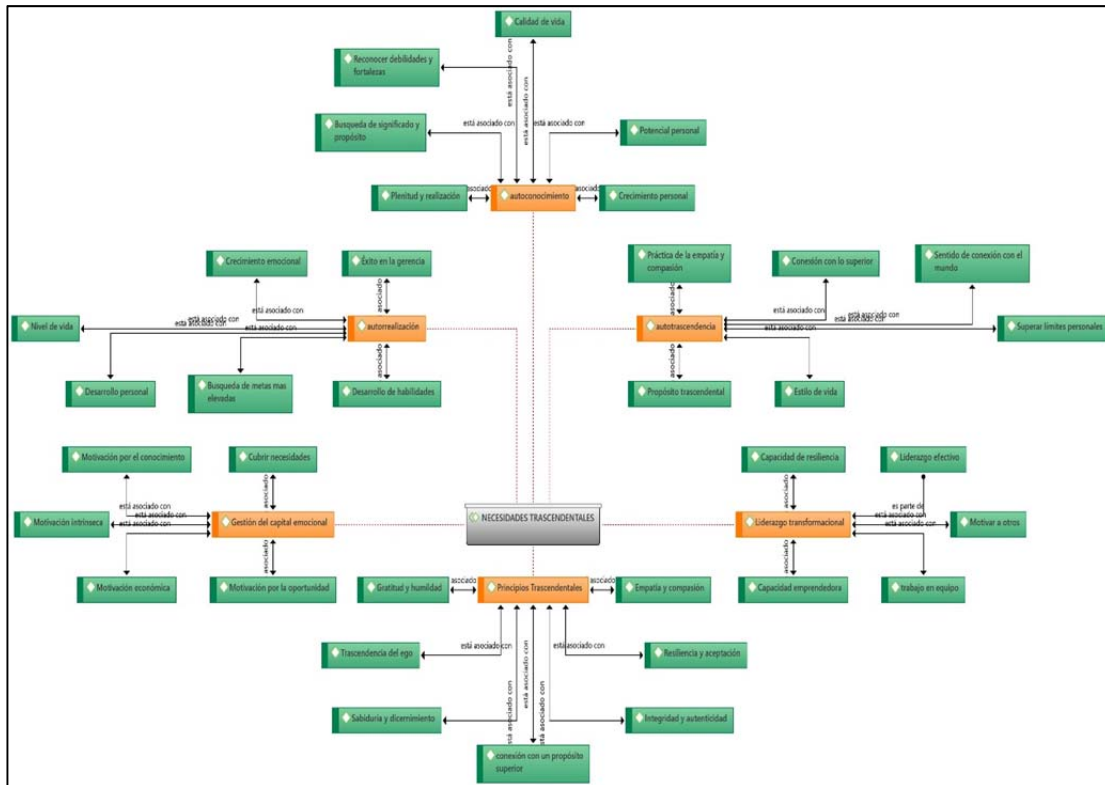 Calidad de vida
está asociado con
está asociado con
Reconocer debilidades y
fortalezas
Busqueda de significado y
propósito
está asociado con
está asociado con
Potencial personal
Plenitud y realización
asociado
autoconocimiento
asociado
Crecimiento personal
Crecimiento emocional
Éxito en la gerencia
está asociado con
asociado
Nivel de vida
está asociado con
está asociado con
autorrealización
asociado
Desarrollo personal
Busqueda de metas mas
elevadas
Desarrollo de habilidades
Práctica de la empatía y
compasión
Conexión con lo superior
Sentido de conexión con el
mundo
asociado
está asociado con
está asociado con
está asociado con
está asociado con
autotrascendencia
Superar límites personales
asociado
Propósito trascendental
Estilo de vida
Motivación por el conocimiento
Cubrir necesidades
asociado
está asociado con
está asociado con
está asociado con
Motivación intrínseca
Gestión del capital emocional
asociado
Motivación económica
Motivación por la oportunidad
NECESIDADES TRASCENDENTALES
Capacidad de resiliencia
Liderazgo efectivo
asociado
es parte de
está asociado con
está asociado con
Liderazgo transformacional
Motivar a otros
asociado
Capacidad emprendedora
trabajo en equipo
Gratitud y humildad
asociado
Principios Trascendentales
asociado
Empatía y compasión
Trascendencia del ego
está asociado con
está asociado con
está asociado con
Resiliencia y aceptación
Sabiduría y dicernimiento
está asociado con
está asociado con
Integridad y autenticidad
conexión con un propósito
superior